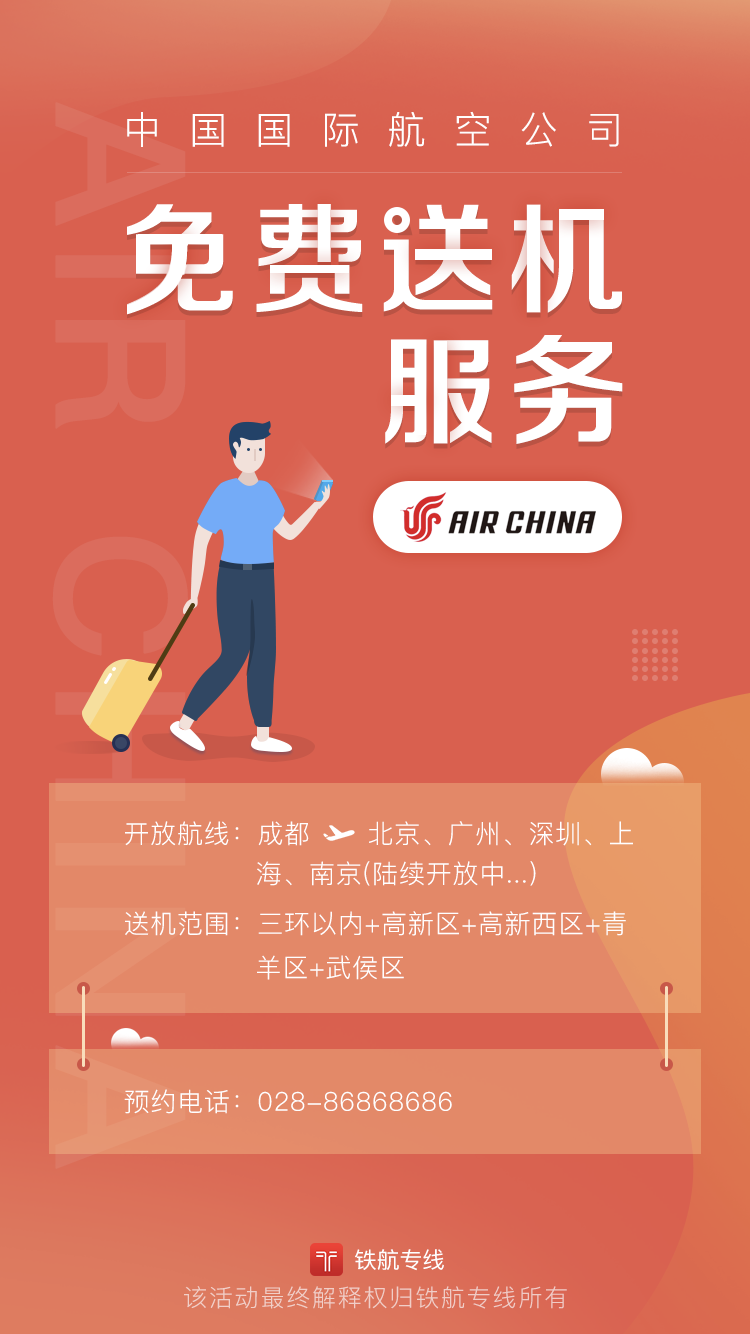 中国国际航空公司
免费送机
服务
AIR CHINA
AIR CHINA
开放航线：成都 北京、广州、深圳、上
海、南京(陆续开放中...)
送机范围：三环以内+高新区+高新西区+青
羊区+武侯区
预约电话：028-86868686
铁航专线
该活动最终解释权归铁航专线所有